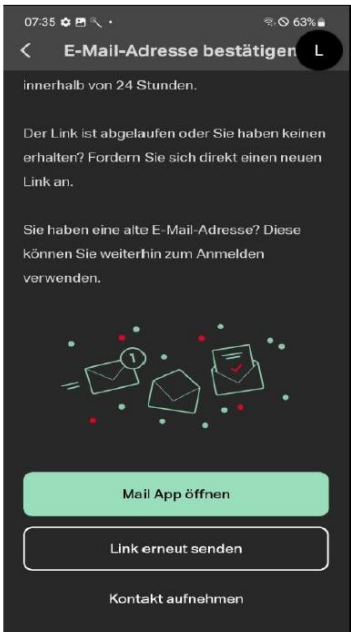 07:35
63%
E-Mail-Adresse bestätigen
L
innerhalb von 24 Stunden.
Der Link ist abgelaufen oder Sie haben keinen
erhalten? Fordern Sie sich direkt einen neuen
Link an.
Sie haben eine alte E-Mail-Adresse? Diese
können Sie weiterhin zum Anmelden
verwenden.
1
Mail App öffnen
Link erneut senden
Kontakt aufnehmen